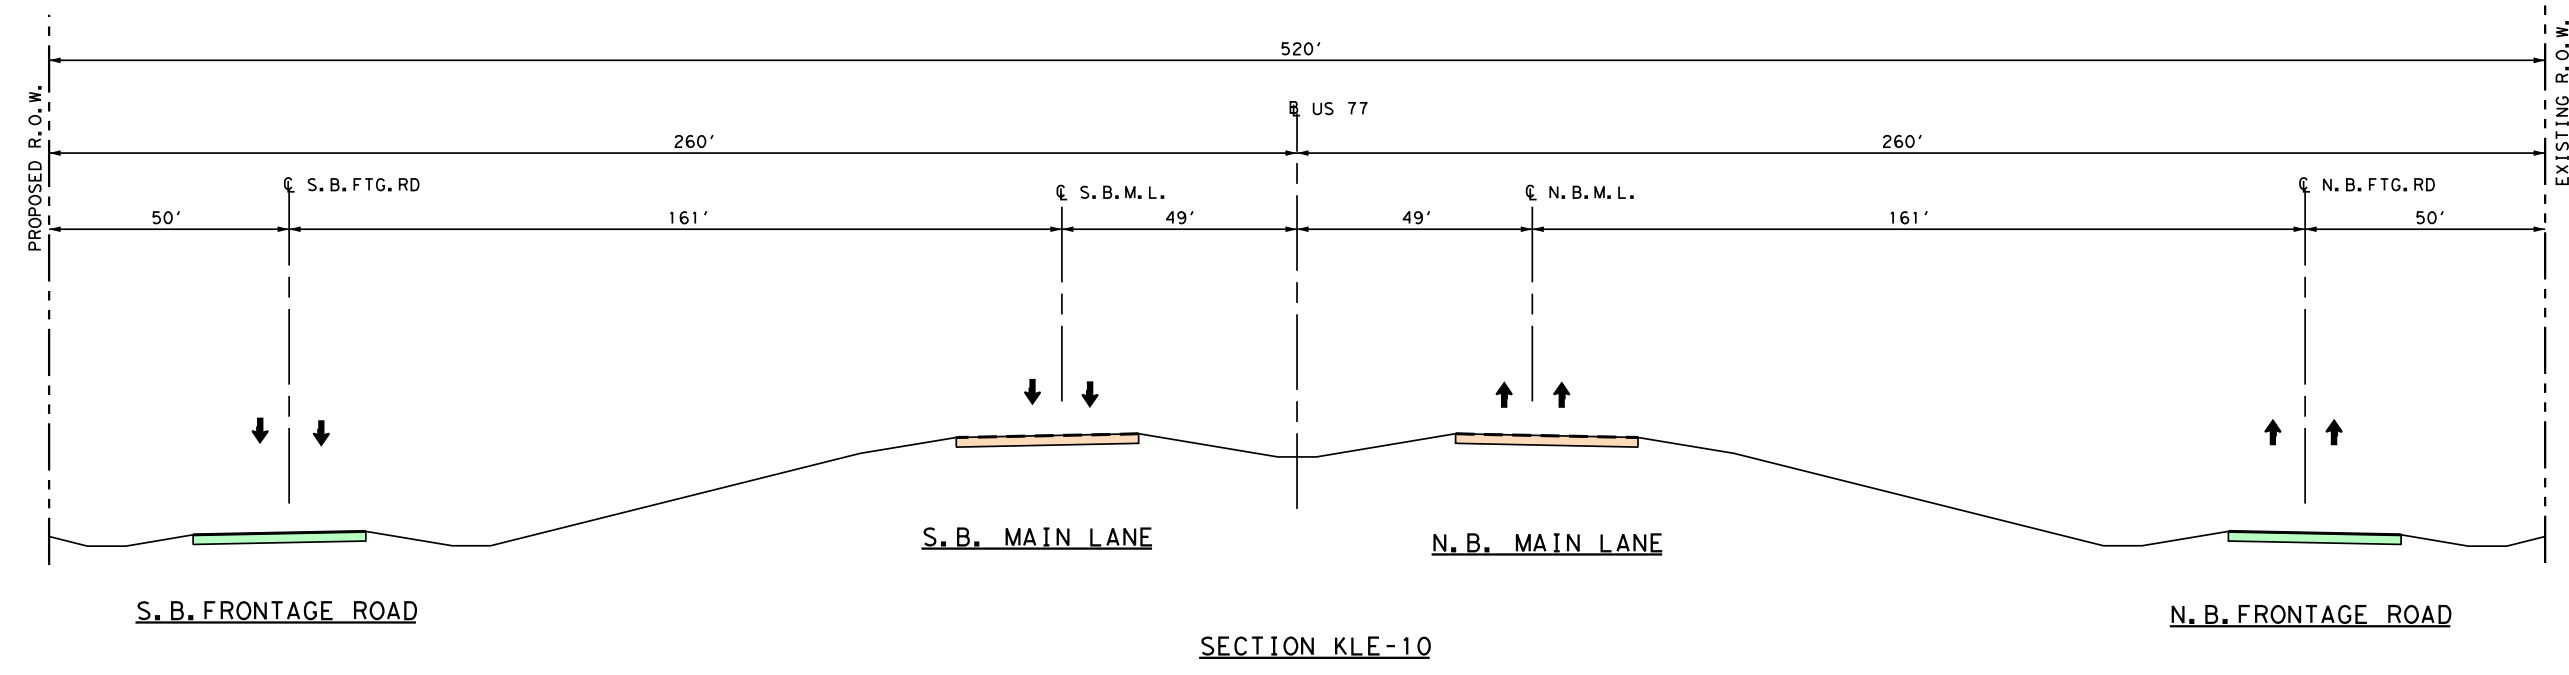 520'
℄ US 77
260'
260'
℄ S.B.FTG.RD
℄ S.B.M.L.
℄ N.B.M.L.
℄ N.B.FTG.RD
50'
161'
49'
49'
161'
50'
PROPOSED R.O.W.
EXISTING R.O.W.
S.B. MAIN LANE
N.B. MAIN LANE
S.B.FRONTAGE ROAD
N.B.FRONTAGE ROAD
SECTION KLE-10